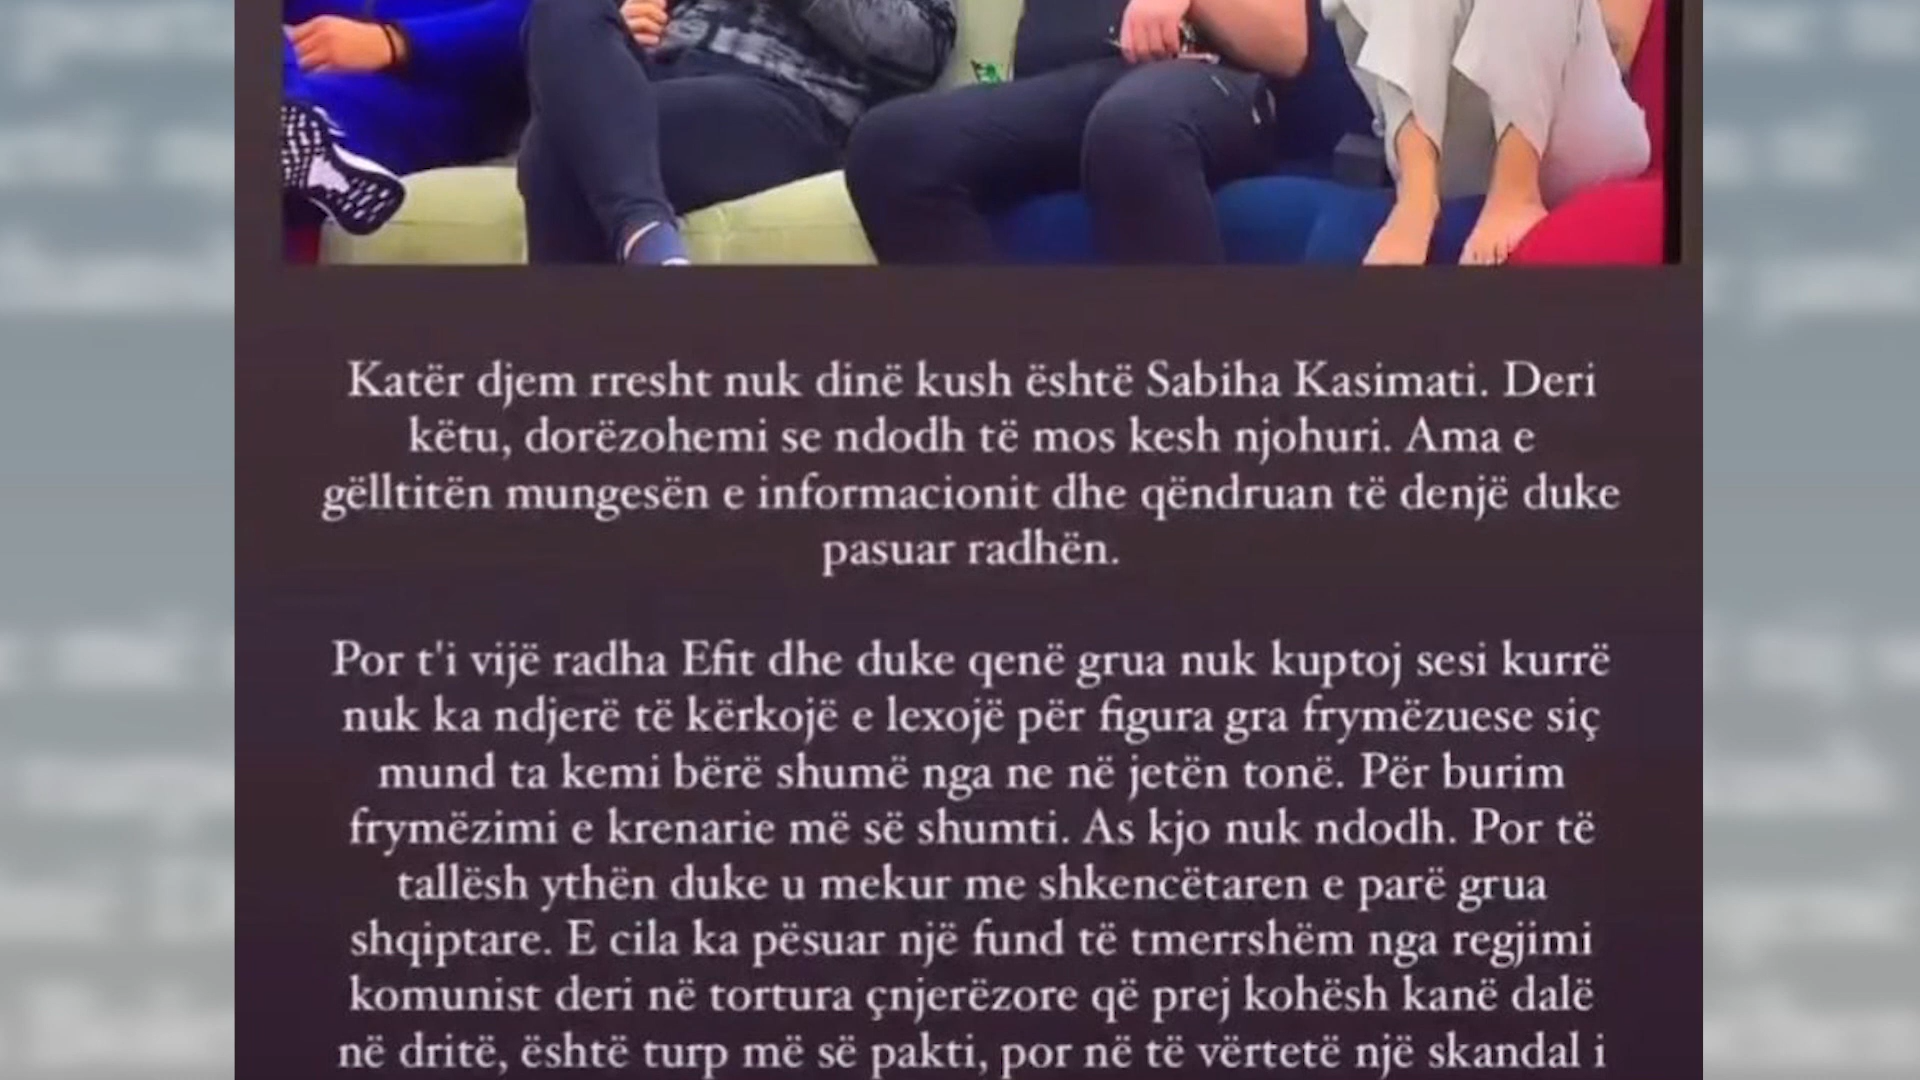 Katër djem rresht nuk dinë kush është Sabiha Kasimati. Deri
këtu, dorëzohemi se ndodh të mos kesh njohuri. Ama e
gëlltitën mungesën e informacionit dhe qëndruan të denjë duke
pasuar radhën.
Por t'i vijë radha Efit dhe duke qenë grua nuk kuptoj sesi kurrë
nuk ka ndjerë të kërkojë e lexojë për figura gra frymëzuese siç
mund ta kemi bërë shumë nga ne në jetën tonë. Për burim
frymëzimi e krenarie më së shumti. As kjo nuk ndodh. Por të
tallësh ythën duke u mekur me shkencëtaren e parë grua
shqiptare. E cila ka pësuar një fund të tmerrshëm nga regjimi
komunist deri në tortura çnjerëzore që prej kohësh kanë dalë
në dritë, është turp më së pakti, por në të vërtetë një skandal i